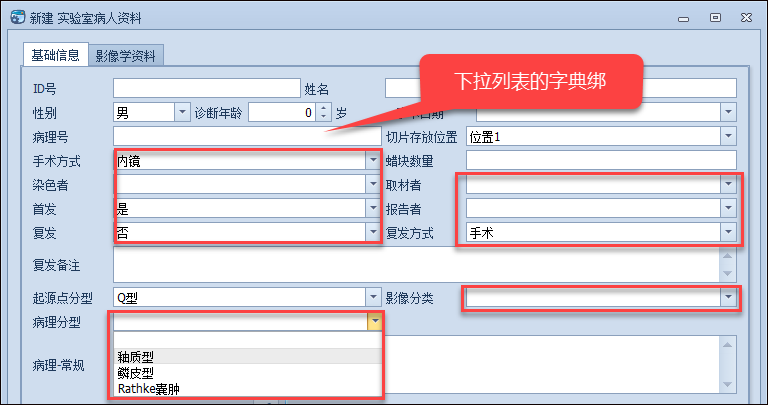 新建 实验室病人资料
基础信息 影像学资料
ID号 姓名
下拉列表的字典绑
性别 男 诊断年龄 0 岁 日期
病理号 切片存放位置 位置1
手术方式 内镜 蜡块数量
染色者 取材者
首发 是 报告者
复发 否 复发方式 手术
复发备注
起源点分型 Q型 影像分类
病理分型
釉质型
鳞皮型
病理-常规
Rathke囊肿